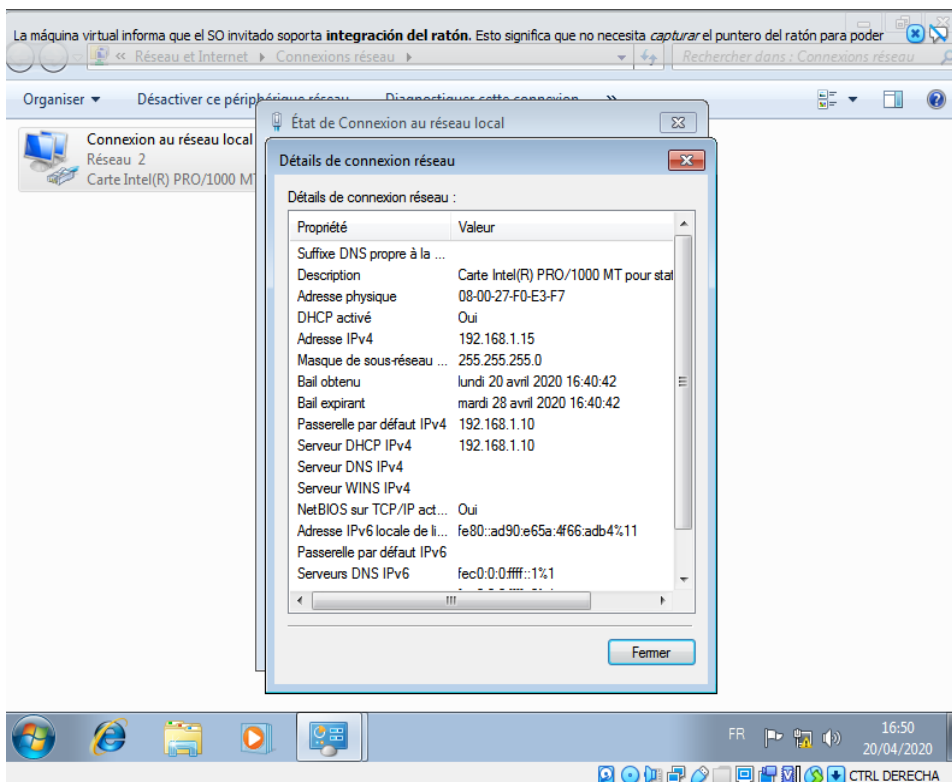 La máquina virtual informa que el SO invitado soporta integración del ratón. Esto significa que no necesita capturar el puntero del ratón para poder
« Réseau et Internet Connexions réseau Rechercher dans : Connexions réseau
Organiser Désactiver ce périphérique réseau Diagnostiquer cette connexion »
État de Connexion au réseau local
Connexion au réseau local
Réseau 2
Carte Intel(R) PRO/1000 MT
Détails de connexion réseau
Détails de connexion réseau :
Propriété Valeur
Suffixe DNS propre à la ...
Description Carte Intel(R) PRO/1000 MT pour stat
Adresse physique 08-00-27-F0-E3-F7
DHCP activé Oui
Adresse IPv4 192.168.1.15
Masque de sous-réseau ... 255.255.255.0
Bail obtenu lundi 20 avril 2020 16:40:42
Bail expirant mardi 28 avril 2020 16:40:42
Passerelle par défaut IPv4 192.168.1.10
Serveur DHCP IPv4 192.168.1.10
Serveur DNS IPv4
Serveur WINS IPv4
NetBIOS sur TCP/IP act... Oui
Adresse IPv6 locale de li... fe80::ad90:e65a:4f66:adb4%11
Passerelle par défaut IPv6
Serveurs DNS IPv6 fec0:0:0:ffff::1%1
Fermer
FR 16:50
20/04/2020
CTRL DERECHA